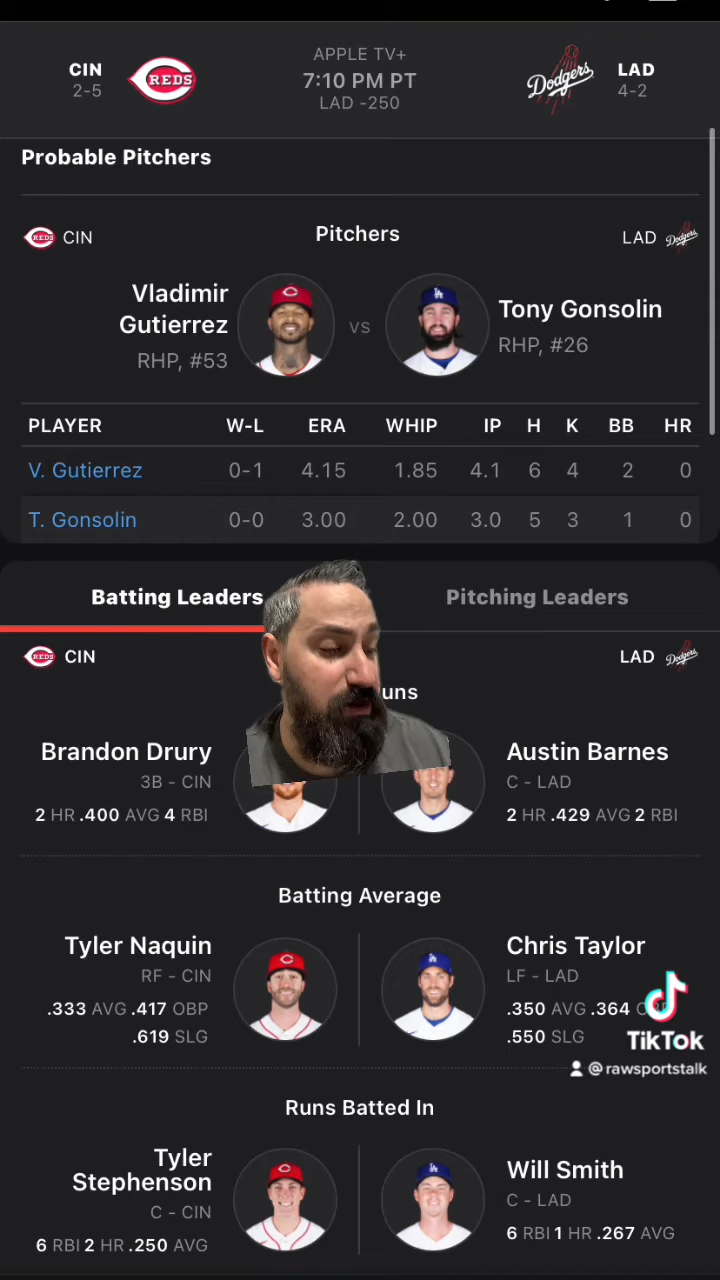 APPLE TV+
CIN REDS 7:10 PM PT Dodgers LAD
2-5 LAD -250 4-2
Probable Pitchers
REDS CIN Pitchers LAD Dodgers
Vladimir
Gutierrez
RHP, #53
VS
Tony Gonsolin
RHP, #26
PLAYER W-L ERA WHIP IP H K BB HR
V. Gutierrez 0-1 4.15 1.85 4.1 6 4 2 0
T. Gonsolin 0-0 3.00 2.00 3.0 5 3 1 0
Batting Leaders Pitching Leaders
REDS CIN LAD Dodgers
uns
Brandon Drury
3B - CIN
2 HR .400 AVG 4 RBI
Austin Barnes
C - LAD
2 HR .429 AVG 2 RBI
Batting Average
Tyler Naquin
RF - CIN
.333 AVG .417 OBP
.619 SLG
Chris Taylor
LF - LAD
.350 AVG .364
.550 SLG
TikTok
@rawsportstalk
Runs Batted In
Tyler
Stephenson
C - CIN
6 RBI 2 HR .250 AVG
Will Smith
C - LAD
6 RBI 1 HR .267 AVG